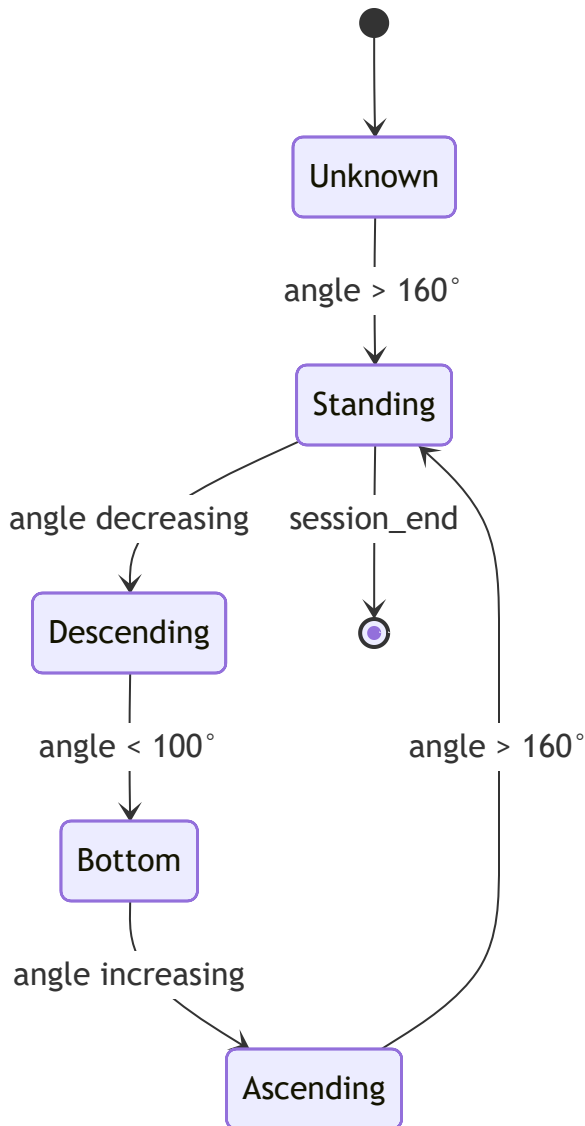 Unknown
angle > 160°
Standing
angle decreasing
session_end
Descending
angle < 100°
angle > 160°
Bottom
angle increasing
Ascending